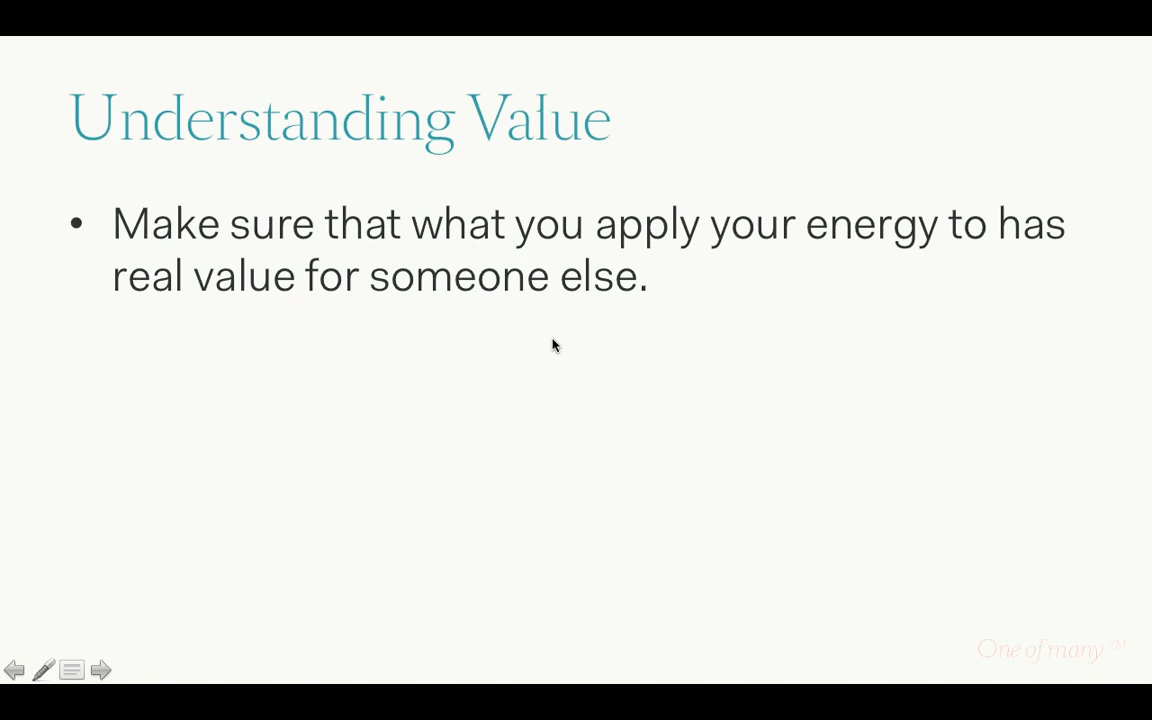 Understanding Value
• Make sure that what you apply your energy to has
real value for someone else.
One of many ™